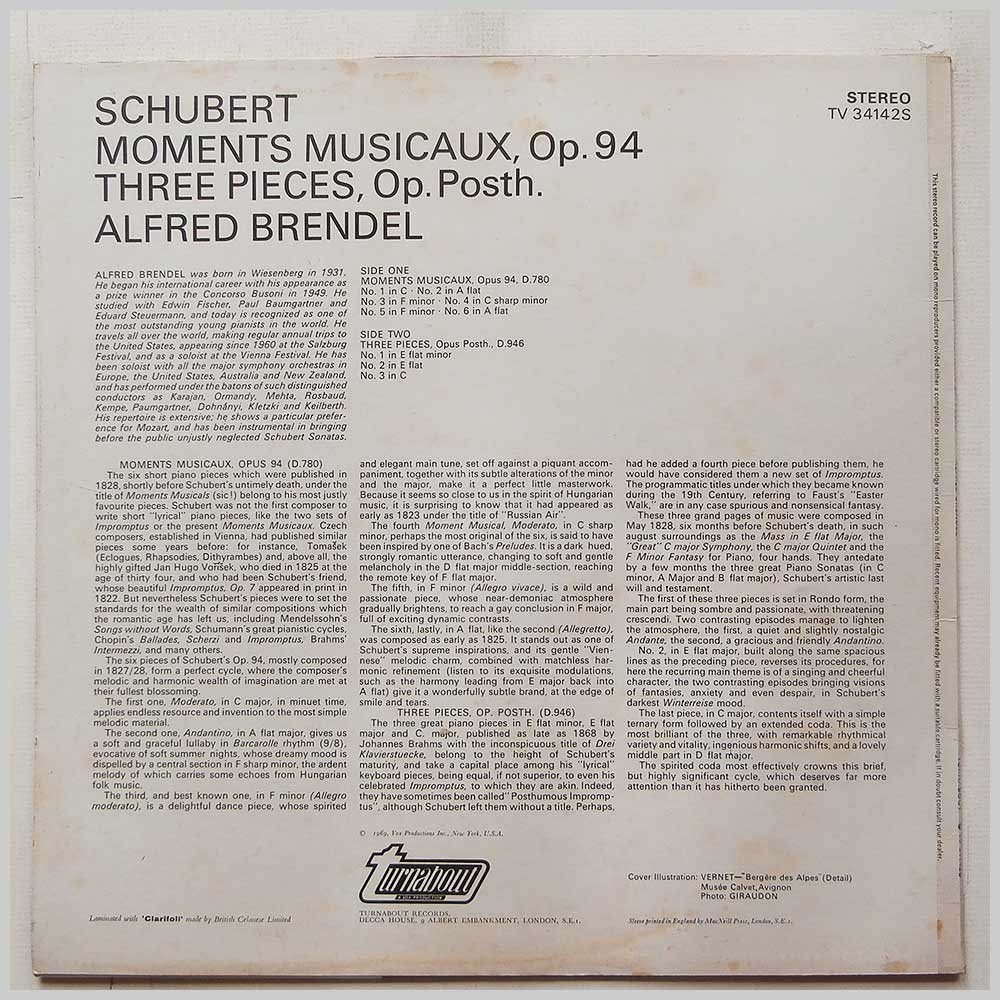 SCHUBERT
MOMENTS MUSICAUX, Op. 94
THREE PIECES, Op. Posth.
ALFRED BRENDEL
STEREO
TV 34142S
ALFRED BRENDEL was born in Wiesenberg in 1931.
He began his international career with his appearance as
a prize winner in the Concorso Busoni in 1949. He
studied with Edwin Fischer, Paul Baumgartner and
Eduard Steuermann, and today is recognized as one of
the most outstanding young pianists in the world. He
travels all over the world, making regular annual trips to
the United States, appearing since 1960 at the Salzburg
Festival, and as a soloist at the Vienna Festival. He has
been soloist with all the major symphony orchestras in
Europe, the United States, Australia and New Zealand,
and has performed under the batons of such distinguished
conductors as Karajan, Ormandy, Mehta, Rosbaud,
Kempe, Paumgartner, Dohnányi, Kletzki and Keilberth.
His repertoire is extensive; he shows a particular prefer-
ence for Mozart, and has been instrumental in bringing
before the public unjustly neglected Schubert Sonatas.
SIDE ONE
MOMENTS MUSICAUX, Opus 94, D.780
No. 1 in C · No. 2 in A flat
No. 3 in F minor · No. 4 in C sharp minor
No. 5 in F minor · No. 6 in A flat
SIDE TWO
THREE PIECES, Opus Posth., D.946
No. 1 in E flat minor
No. 2 in E flat
No. 3 in C
MOMENTS MUSICAUX, OPUS 94 (D.780)
The six short piano pieces which were published in
1828, shortly before Schubert's untimely death, under the
title of Moments Musicals (sic!) belong to his most justly
favourite pieces. Schubert was not the first composer to
write short "lyrical" piano pieces, like the two sets of
Impromptus or the present Moments Musicaux. Czech
composers, established in Vienna, had published similar
pieces some years before: for instance, Tomašek
(Eclogues, Rhapsodies, Dithyrambes) and, above all, the
highly gifted Jan Hugo Voříšek, who died in 1825 at the
age of thirty four, and who had been Schubert's friend,
whose beautiful Impromptus, Op. 7 appeared in print in
1822. But nevertheless Schubert's pieces were to set the
standards for the wealth of similar compositions which
the romantic age has left us, including Mendelssohn's
Songs without Words, Schumann's great pianistic cycles,
Chopin's Ballades, Scherzi and Impromptus, Brahms'
Intermezzi, and many others.
The six pieces of Schubert's Op. 94, mostly composed
in 1827/28, form a perfect cycle, where the composer's
melodic and harmonic wealth of imagination are met at
their fullest blossoming.
The first one, Moderato, in C major, in minuet time,
applies endless resource and invention to the most simple
melodic material.
The second one, Andantino, in A flat major, gives us
a soft and graceful lullaby in Barcarolle rhythm (9/8),
evocative of soft summer nights, whose dreamy mood is
dispelled by a central section in F sharp minor, the ardent
melody of which carries some echoes from Hungarian
folk music.
The third, and best known one, in F minor (Allegro
moderato), is a delightful dance piece, whose spirited
and elegant main tune, set off against a piquant accom-
paniment, together with its subtle alterations of the minor
and the major, make it a perfect little masterwork.
Because it seems so close to us in the spirit of Hungarian
music, it is surprising to know that it had appeared as
early as 1823 under the title of "Russian Air".
The fourth Moment Musical, Moderato, in C sharp
minor, perhaps the most original of the six, is said to have
been inspired by one of Bach's Preludes. It is a dark hued,
strongly romantic utterance, changing to soft and gentle
melancholy in the D flat major middle-section, reaching
the remote key of F flat major.
The fifth, in F minor (Allegro vivace), is a wild and
passionate piece, whose near-demoniac atmosphere
gradually brightens, to reach a gay conclusion in F major,
full of exciting dynamic contrasts.
The sixth, lastly, in A flat, like the second (Allegretto),
was composed as early as 1825. It stands out as one of
Schubert's supreme inspirations, and its gentle "Vien-
nese" melodic charm, combined with matchless har-
monic refinement (listen to its exquisite modulations,
such as the harmony leading from E major back into
A flat) give it a wonderfully subtle brand, at the edge of
smile and tears.
THREE PIECES, OP. POSTH. (D.946)
The three great piano pieces in E flat minor, E flat
major and C. major, published as late as 1868 by
Johannes Brahms with the inconspicuous title of Drei
Klavierstuecke, belong to the height of Schubert's
maturity, and take a capital place among his "lyrical"
keyboard pieces, being equal, if not superior, to even his
celebrated Impromptus, to which they are akin. Indeed,
they have sometimes been called "Posthumous Impromp-
tus", although Schubert left them without a title. Perhaps,
had he added a fourth piece before publishing them, he
would have considered them a new set of Impromptus.
The programmatic titles under which they became known
during the 19th Century, referring to Faust's "Easter
Walk," are in any case spurious and nonsensical fantasy.
These three grand pages of music were composed in
May 1828, six months before Schubert's death, in such
august surroundings as the Mass in E flat Major, the
"Great" C major Symphony, the C major Quintet and the
F Minor Fantasy for Piano, four hands. They antedate
by a few months the three great Piano Sonatas (in C
minor, A Major and B flat major), Schubert's artistic last
will and testament.
The first of these three pieces is set in Rondo form, the
main part being sombre and passionate, with threatening
crescendi. Two contrasting episodes manage to lighten
the atmosphere, the first, a quiet and slightly nostalgic
Andante, the second, a gracious and friendly Andantino.
No. 2, in E flat major, built along the same spacious
lines as the preceding piece, reverses its procedures, for
here the recurring main theme is of a singing and cheerful
character, the two contrasting episodes bringing visions
of fantasies, anxiety and even despair, in Schubert's
darkest Winterreise mood.
The last piece, in C major, contents itself with a simple
ternary form followed by an extended coda. This is the
most brilliant of the three, with remarkable rhythmical
variety and vitality, ingenious harmonic shifts, and a lovely
middle part in D flat major.
The spirited coda most effectively crowns this brief,
but highly significant cycle, which deserves far more
attention than it has hitherto been granted.
© 1969, Vox Productions Inc., New York, U.S.A.
turnabout
A VOX PRODUCTION
TURNABOUT RECORDS,
DECCA HOUSE, 9 ALBERT EMBANKMENT, LONDON, S.E.1.
Laminated with 'Clarifoil' made by British Celanese Limited
Cover Illustration: VERNET—"Bergère des Alpes" (Detail)
Musée Calvet, Avignon
Photo: GIRAUDON
Sleeve printed in England by MacNeill Press, London, S.E.1.
This stereo record can be played on mono reproducers provided either a compatible or stereo cartridge wired for mono is fitted. Recent equipment may already be fitted with a suitable cartridge. If in doubt consult your dealer.